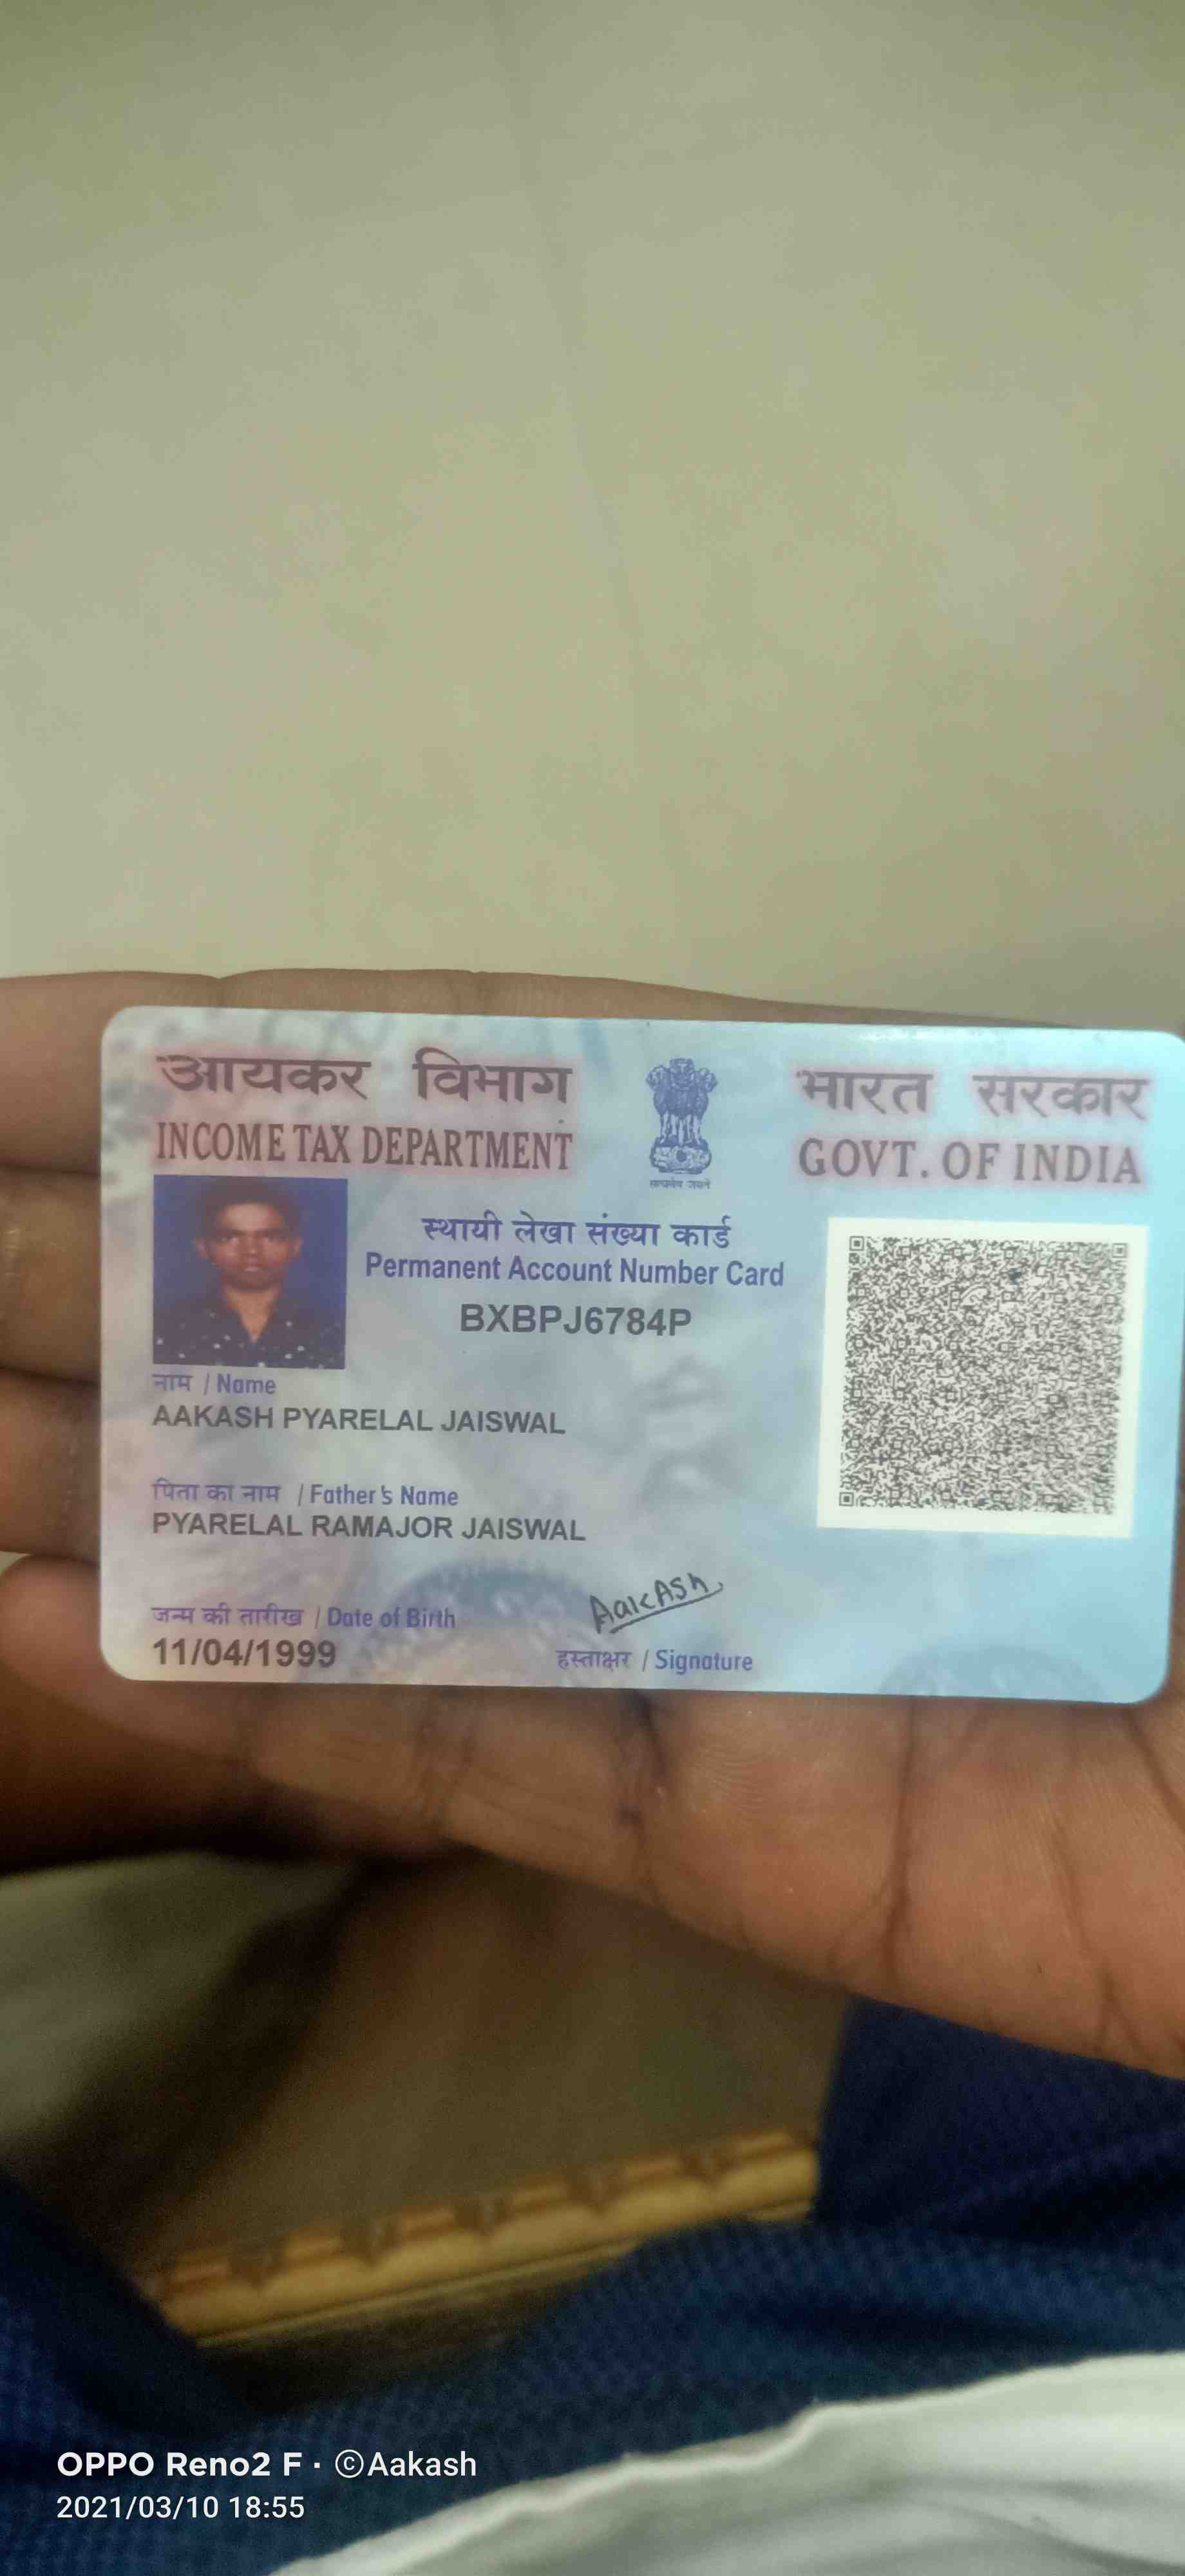 आयकर विभाग
INCOME TAX DEPARTMENT
सत्यमेव जयते
भारत सरकार
GOVT. OF INDIA
स्थायी लेखा संख्या कार्ड
Permanent Account Number Card
BXBPJ6784P
नाम / Name
AAKASH PYARELAL JAISWAL
पिता का नाम / Father's Name
PYARELAL RAMAJOR JAISWAL
जन्म की तारीख / Date of Birth
11/04/1999
AakASh
हस्ताक्षर / Signature
OPPO Reno2 F · ©Aakash
2021/03/10 18:55